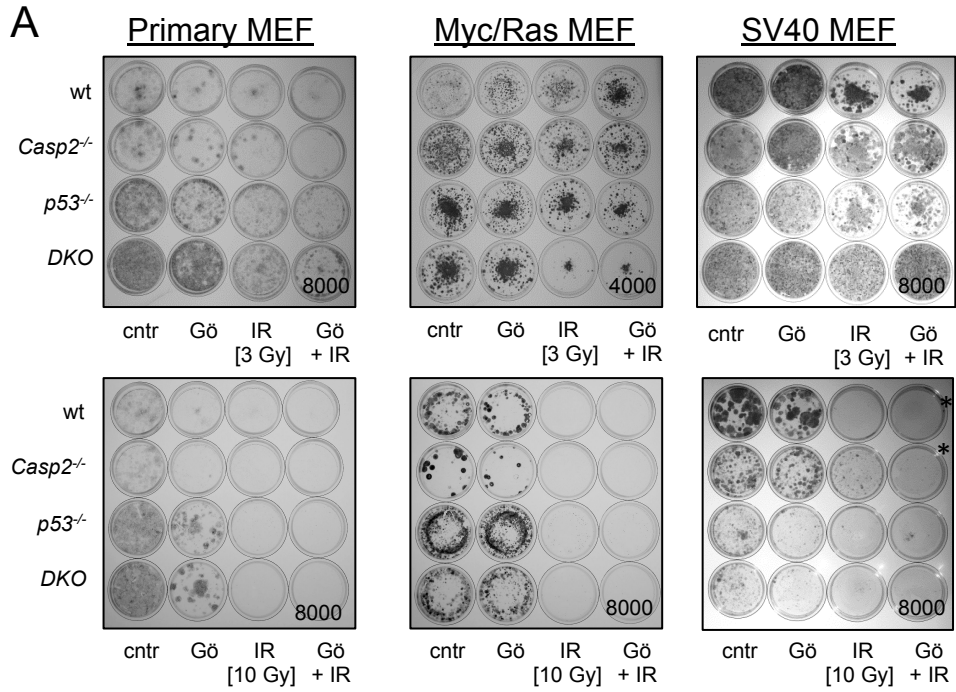 A
Primary MEF Myc/Ras MEF SV40 MEF
wt
Casp2-/-
p53-/-
DKO
8000 4000 8000
cntr Gö IR Gö cntr Gö IR Gö cntr Gö IR Gö
[3 Gy] + IR [3 Gy] + IR [3 Gy] + IR
wt *
Casp2-/- *
p53-/-
DKO
8000 8000 8000
cntr Gö IR Gö cntr Gö IR Gö cntr Gö IR Gö
[10 Gy] + IR [10 Gy] + IR [10 Gy] + IR